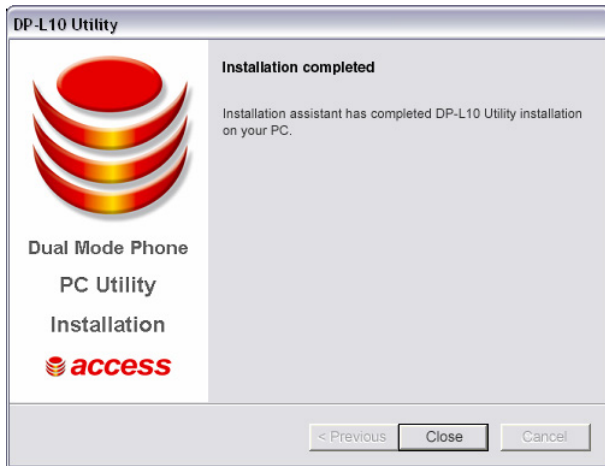 DP-L10 Utility
Installation completed
Installation assistant has completed DP-L10 Utility installation
on your PC.
Dual Mode Phone
PC Utility
Installation
access
< Previous
Close
Cancel